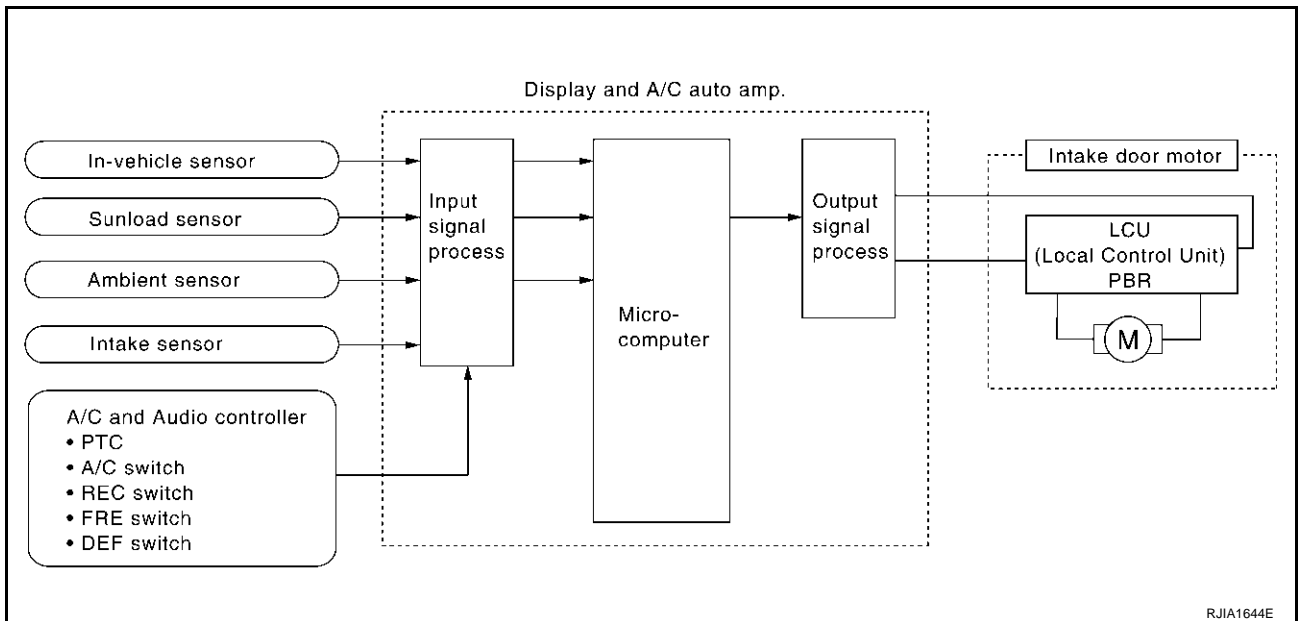 Display and A/C auto amp.
In-vehicle sensor
Sunload sensor
Ambient sensor
Intake sensor
A/C and Audio controller
• PTC
• A/C switch
• REC switch
• FRE switch
• DEF switch
Input
signal
process
Micro-
computer
Output
signal
process
Intake door motor
LCU
(Local Control Unit)
PBR
M
RJIA1644E